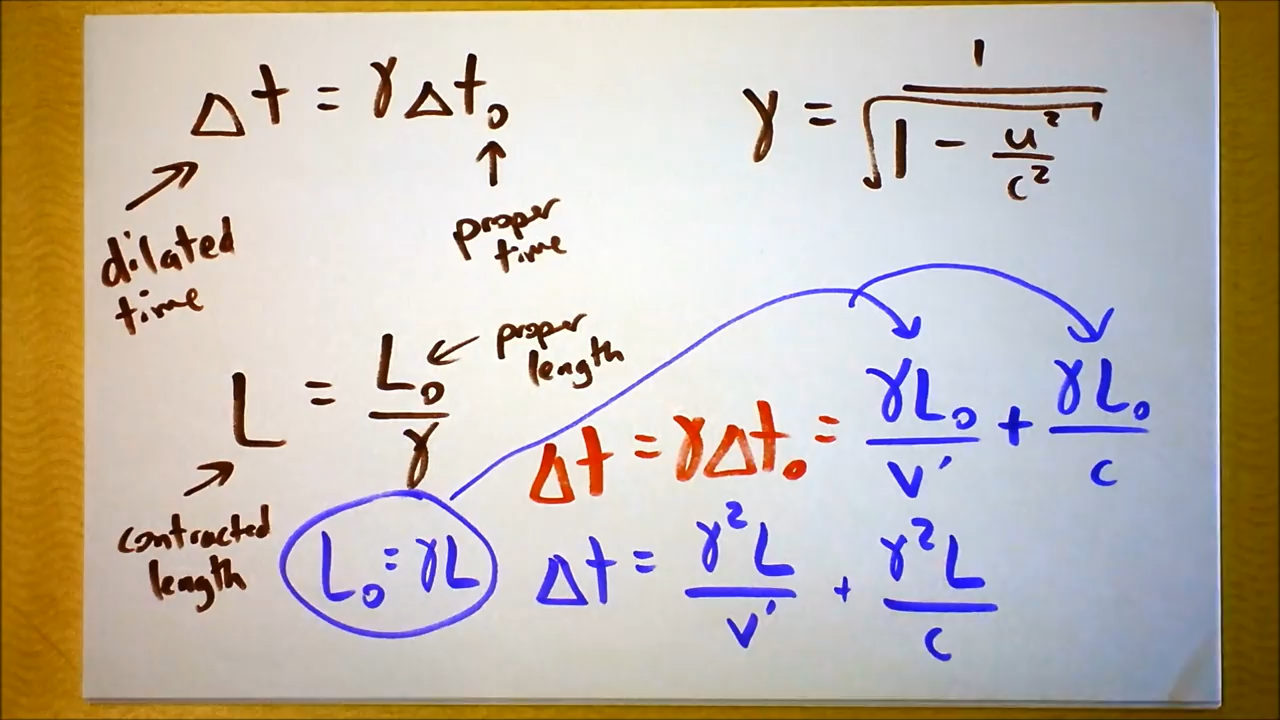 Δt = γΔt₀
γ = 1/√(1 - u²/c²)
dilated
time
proper
time
L = L₀/γ
proper
length
contracted
length
Δt = γΔt₀ = γL₀/v' + γL₀/c
L₀ = γL
Δt = γ²L/v' + γ²L/c